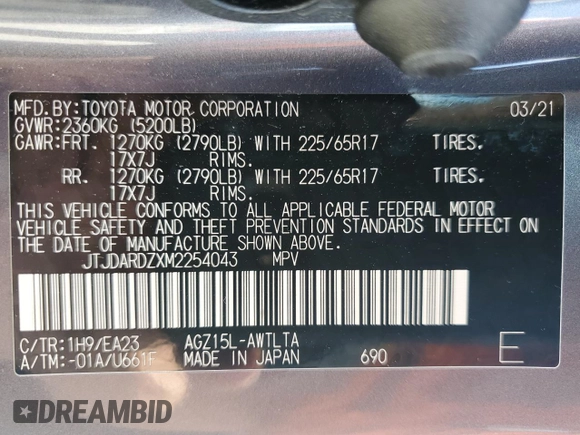 MFD.BY:TOYOTA MOTOR CORPORATION 03/21
GVWR:2360KG (5200LB)
GAWR:FRT. 1270KG (2790LB) WITH 225/65R17 TIRES.
17X7J RIMS.
RR. 1270KG (2790LB) WITH 225/65R17 TIRES.
17X7J RIMS.
THIS VEHICLE CONFORMS TO ALL APPLICABLE FEDERAL MOTOR
VEHICLE SAFETY AND THEFT PREVENTION STANDARDS IN EFFECT ON
THE DATE OF MANUFACTURE SHOWN ABOVE.
JTJDARDZXM2254043 MPV
C/TR:1H9/EA23 AGZ15L-AWTLTA
A/TM:-01A/U661F MADE IN JAPAN 690 E
© 1DREAMBID